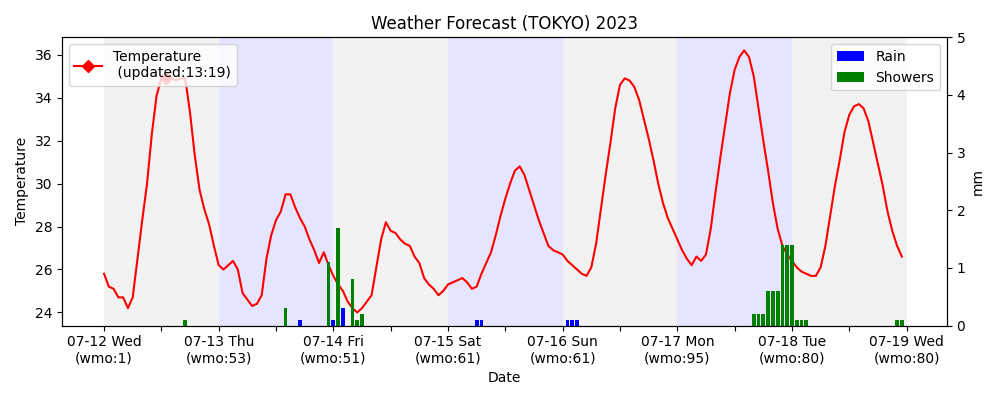 Weather Forecast (TOKYO) 2023
Temperature
(updated:13:19)
Rain
Showers
36
34
32
30
28
26
24
Temperature
5
4
3
2
1
0
mm
07-12 Wed
(wmo:1)
07-13 Thu
(wmo:53)
07-14 Fri
(wmo:51)
07-15 Sat
(wmo:61)
07-16 Sun
(wmo:61)
07-17 Mon
(wmo:95)
07-18 Tue
(wmo:80)
07-19 Wed
(wmo:80)
Date